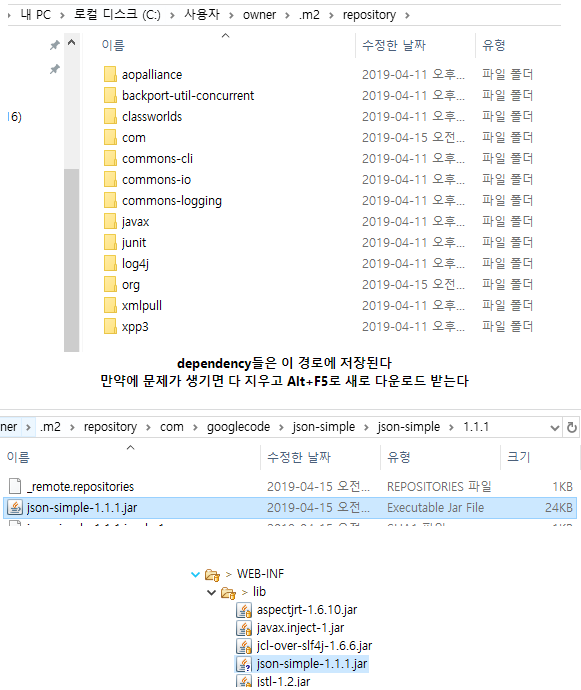 내 PC > 로컬 디스크 (C:) > 사용자 > owner > .m2 > repository >
이름 수정한 날짜 유형
aopalliance 2019-04-11 오후... 파일 폴더
backport-util-concurrent 2019-04-11 오후... 파일 폴더
16)
classworlds 2019-04-11 오후... 파일 폴더
com 2019-04-15 오전... 파일 폴더
commons-cli 2019-04-11 오후... 파일 폴더
commons-io 2019-04-11 오후... 파일 폴더
commons-logging 2019-04-11 오후... 파일 폴더
javax 2019-04-11 오후... 파일 폴더
junit 2019-04-11 오후... 파일 폴더
log4j 2019-04-11 오후... 파일 폴더
org 2019-04-15 오전... 파일 폴더
xmlpull 2019-04-11 오후... 파일 폴더
xpp3 2019-04-11 오후... 파일 폴더
dependency들은 이 경로에 저장된다
만약에 문제가 생기면 다 지우고 Alt+F5로 새로 다운로드 받는다
ner > .m2 > repository > com > googlecode > json-simple > json-simple > 1.1.1
이름 수정한 날짜 유형 크기
_remote.repositories 2019-04-15 오전... REPOSITORIES 파일 1KB
json-simple-1.1.1.jar 2019-04-15 오전... Executable Jar File 24KB
> WEB-INF
> lib
aspectjrt-1.6.10.jar
javax.inject-1.jar
jcl-over-slf4j-1.6.6.jar
json-simple-1.1.1.jar
jstl-1.2.jar